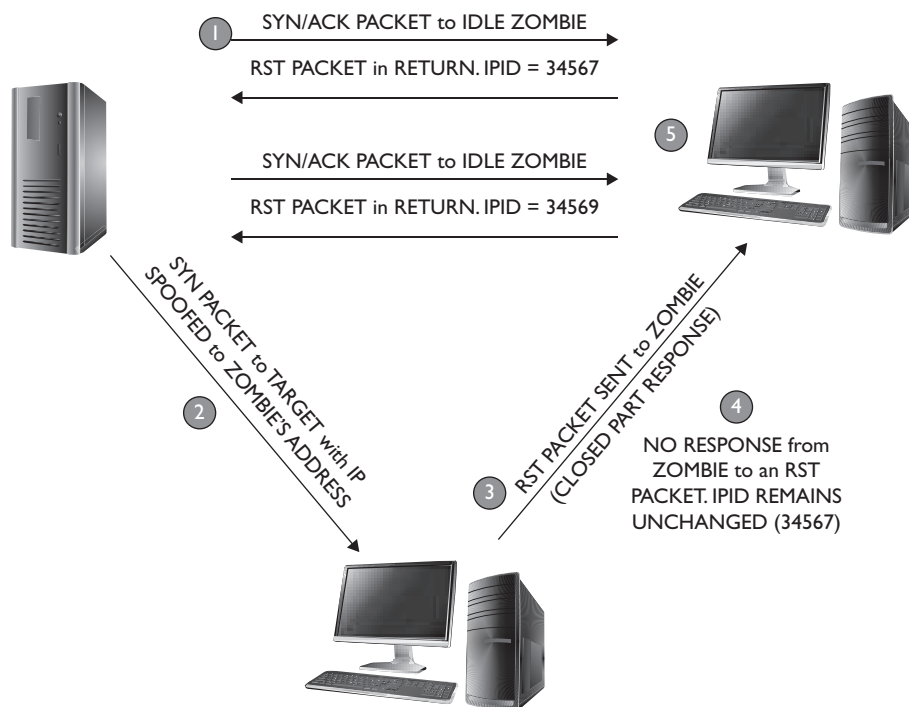 1
SYN/ACK PACKET to IDLE ZOMBIE
RST PACKET in RETURN. IPID = 34567
5
SYN/ACK PACKET to IDLE ZOMBIE
RST PACKET in RETURN. IPID = 34569
2
SYN PACKET to TARGET with IP
SPOOFED to ZOMBIE'S ADDRESS
3
RST PACKET SENT to ZOMBIE
(CLOSED PART RESPONSE)
4
NO RESPONSE from
ZOMBIE to an RST
PACKET. IPID REMAINS
UNCHANGED (34567)